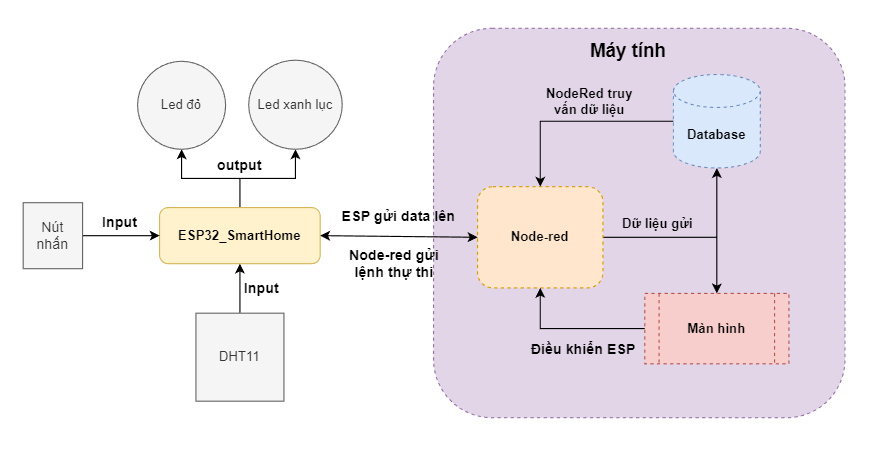 Máy tính
Led đỏ
Led xanh lục
output
NodeRed truy
vấn dữ liệu
Database
Nút
nhấn
Input
ESP32_SmartHome
ESP gửi data lên
Node-red gửi
lệnh thự thi
Node-red
Dữ liệu gửi
Input
DHT11
Màn hình
Điều khiển ESP